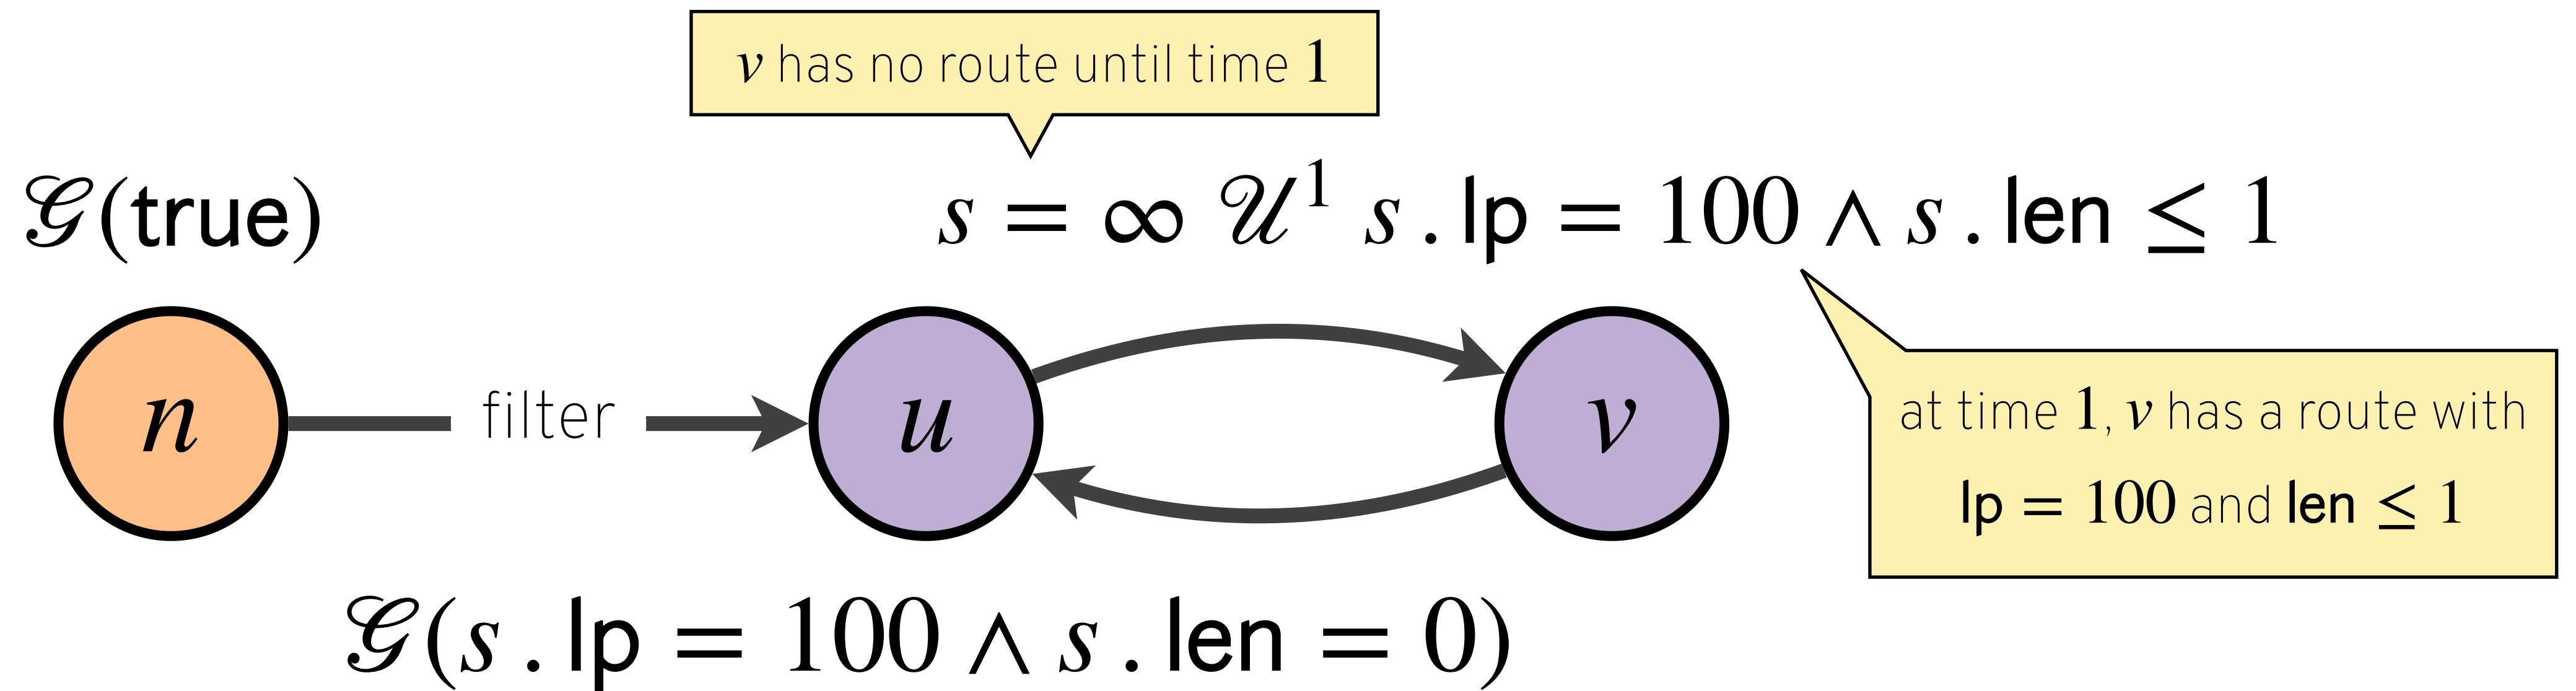 v has no route until time 1
𝒢(true)
s = ∞ 𝒰¹ s . lp = 100 ∧ s . len ≤ 1
n
filter
u
v
at time 1, v has a route with
lp = 100 and len ≤ 1
𝒢(s . lp = 100 ∧ s . len = 0)